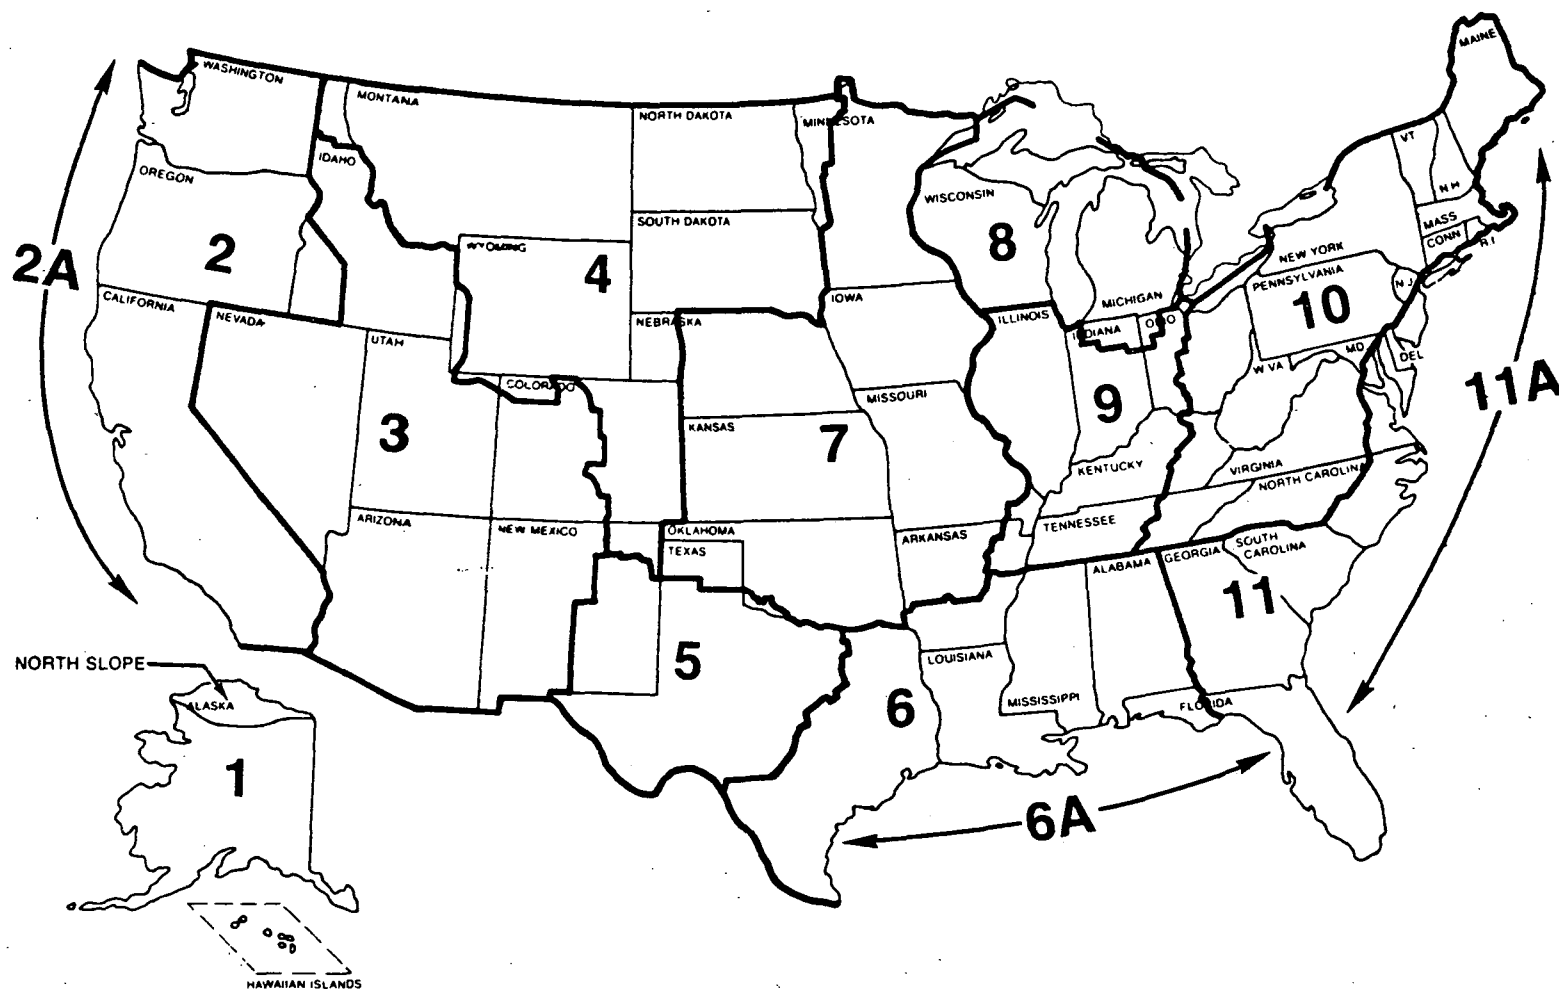 MAINE
WASHINGTON
MONTANA
NORTH DAKOTA
MINNESOTA
VT
IDAHO
OREGON
N H
WISCONSIN
SOUTH DAKOTA
MASS
CONN
R I
2A
2
WYOMING
4
8
NEW YORK
PENNSYLVANIA
N J
10
CALIFORNIA
NEVADA
IOWA
MICHIGAN
NEBRASKA
ILLINOIS
INDIANA
OHIO
UTAH
MD
DEL
W VA
COLORADO
11A
MISSOURI
3
9
KANSAS
7
KENTUCKY
VIRGINIA
NORTH CAROLINA
ARIZONA
NEW MEXICO
OKLAHOMA
TENNESSEE
ARKANSAS
SOUTH
CAROLINA
TEXAS
GEORGIA
ALABAMA
11
NORTH SLOPE
5
LOUISIANA
ALASKA
MISSISSIPPI
FLORIDA
6
1
6A
HAWAIIAN ISLANDS